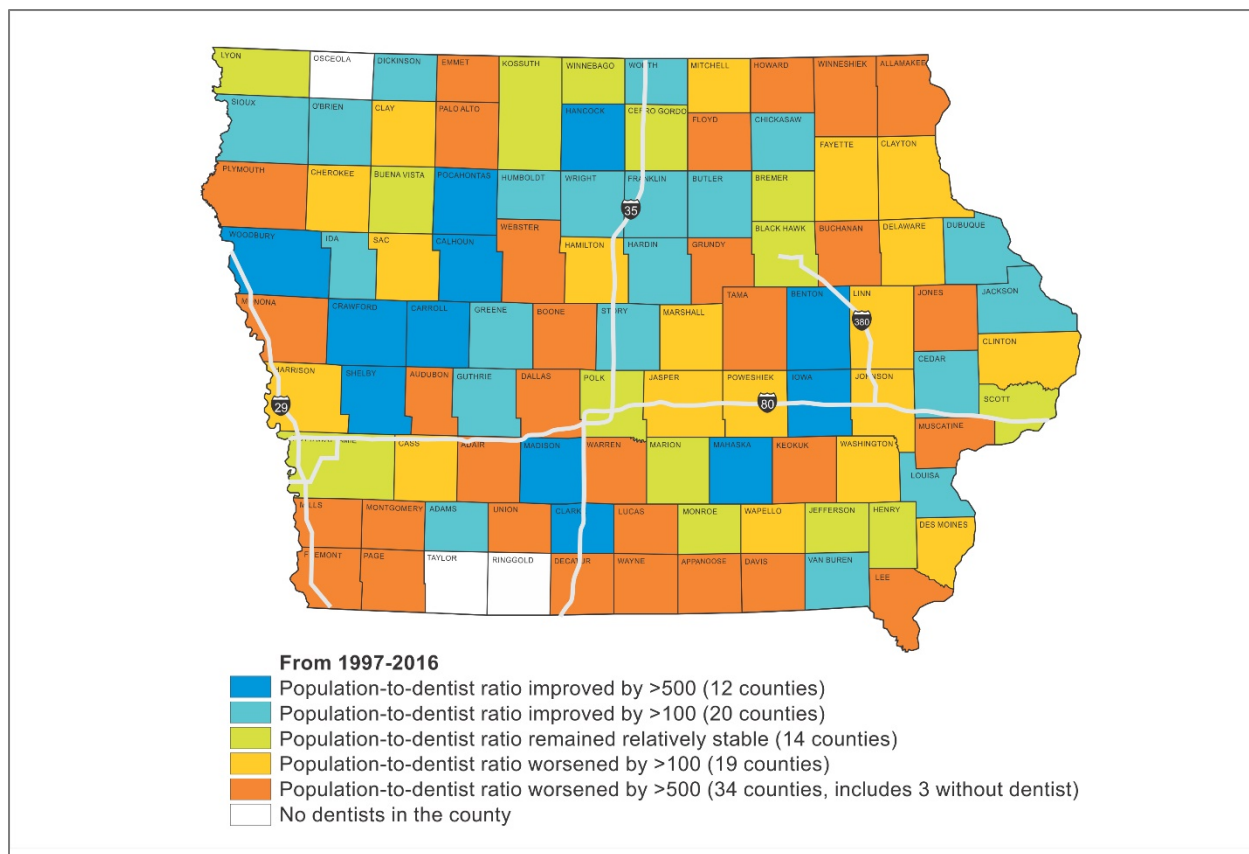 LYON OSCEOLA DICKINSON EMMET KOSSUTH WINNEBAGO WORTH MITCHELL HOWARD WINNESHIEK ALLAMAKEE
SIOUX O'BRIEN CLAY PALO ALTO HANCOCK CERRO GORDO FLOYD CHICKASAW
FAYETTE CLAYTON
PLYMOUTH CHEROKEE BUENA VISTA POCAHONTAS HUMBOLDT WRIGHT FRANKLIN BUTLER BREMER
35
WOODBURY IDA SAC CALHOUN WEBSTER HAMILTON HARDIN GRUNDY BLACK HAWK BUCHANAN DELAWARE DUBUQUE
MONONA CRAWFORD CARROLL GREENE BOONE STORY MARSHALL TAMA BENTON LINN JONES JACKSON
380
CLINTON
HARRISON SHELBY AUDUBON GUTHRIE DALLAS POLK JASPER POWESHIEK IOWA JOHNSON CEDAR
29 80
SCOTT
MUSCATINE
CASS ADAIR MADISON WARREN MARION MAHASKA KEOKUK WASHINGTON
LOUISA
MILLS MONTGOMERY ADAMS UNION CLARK LUCAS MONROE WAPELLO JEFFERSON HENRY DES MOINES
FREMONT PAGE TAYLOR RINGGOLD DECATUR WAYNE APPANOOSE DAVIS VAN BUREN LEE
From 1997-2016
Population-to-dentist ratio improved by >500 (12 counties)
Population-to-dentist ratio improved by >100 (20 counties)
Population-to-dentist ratio remained relatively stable (14 counties)
Population-to-dentist ratio worsened by >100 (19 counties)
Population-to-dentist ratio worsened by >500 (34 counties, includes 3 without dentist)
No dentists in the county